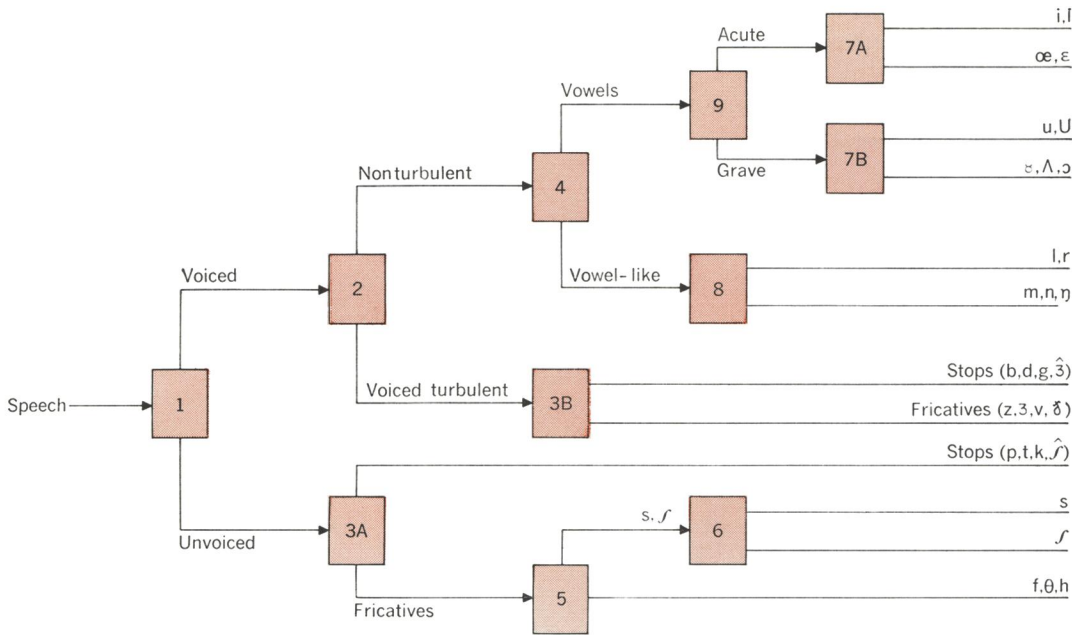 Acute
7A
i,I
œ,ε
Vowels
9
u,U
7B
Grave
ʊ,Λ,ɔ
Nonturbulent
4
Vowel-like
8
l,r
m,n,η
Voiced
2
Voiced turbulent
3B
Stops (b,d,g,ʒ̂)
Fricatives (z,ʒ,v,ð)
Speech
1
Unvoiced
3A
Stops (p,t,k,ʃ̂)
Fricatives
5
s.ʃ
6
s
ʃ
f,θ,h